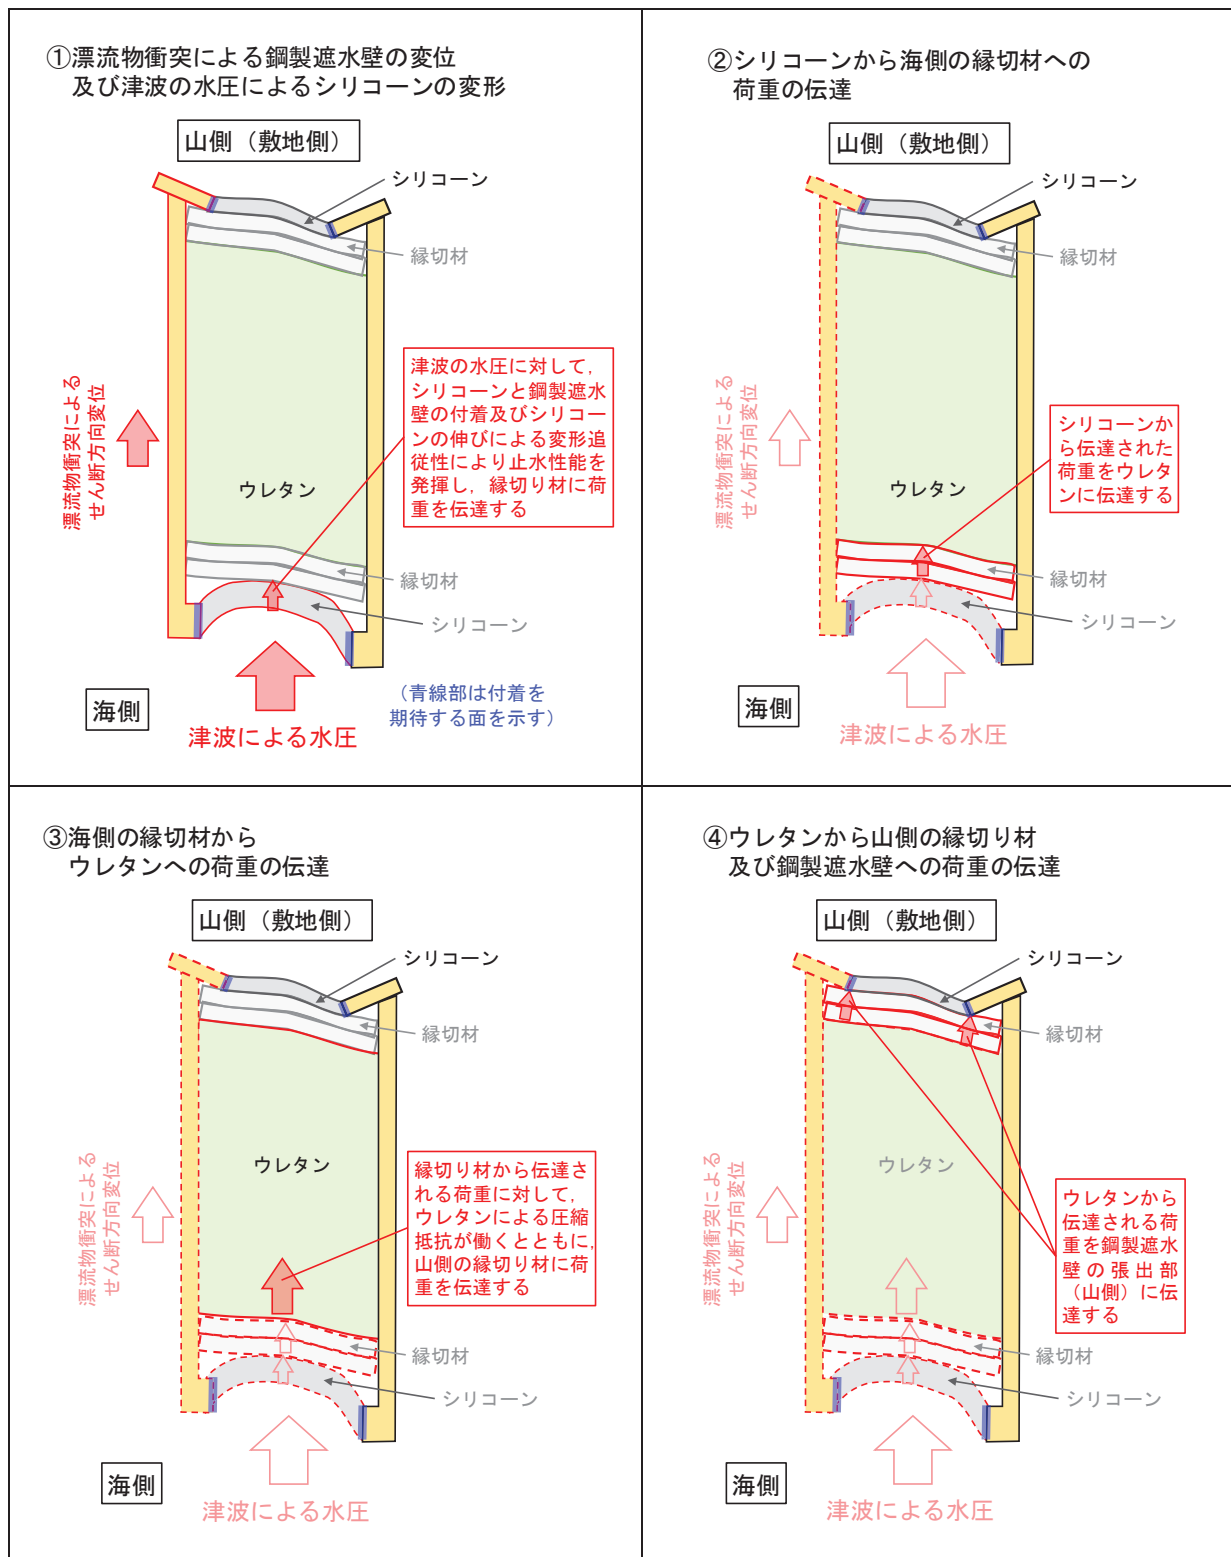 ①漂流物衝突による鋼製遮水壁の変位
及び津波の水圧によるシリコーンの変形
山側（敷地側）
シリコーン
縁切材
漂流物衝突による
せん断方向変位
津波の水圧に対して，
シリコーンと鋼製遮水
壁の付着及びシリコー
ンの伸びによる変形追
従性により止水性能を
発揮し，縁切り材に荷
重を伝達する
ウレタン
縁切材
シリコーン
海側
（青線部は付着を
期待する面を示す）
津波による水圧
②シリコーンから海側の縁切材への
荷重の伝達
山側（敷地側）
シリコーン
縁切材
漂流物衝突による
せん断方向変位
シリコーンか
ら伝達された
荷重をウレタ
ンに伝達する
ウレタン
縁切材
シリコーン
海側
津波による水圧
③海側の縁切材から
ウレタンへの荷重の伝達
山側（敷地側）
シリコーン
縁切材
漂流物衝突による
せん断方向変位
ウレタン
縁切り材から伝達さ
れる荷重に対して，
ウレタンによる圧縮
抵抗が働くとともに，
山側の縁切り材に荷
重を伝達する
縁切材
シリコーン
海側
津波による水圧
④ウレタンから山側の縁切り材
及び鋼製遮水壁への荷重の伝達
山側（敷地側）
シリコーン
縁切材
漂流物衝突による
せん断方向変位
ウレタン
ウレタンから
伝達される荷
重を鋼製遮水
壁の張出部
（山側）に伝
達する
縁切材
シリコーン
海側
津波による水圧